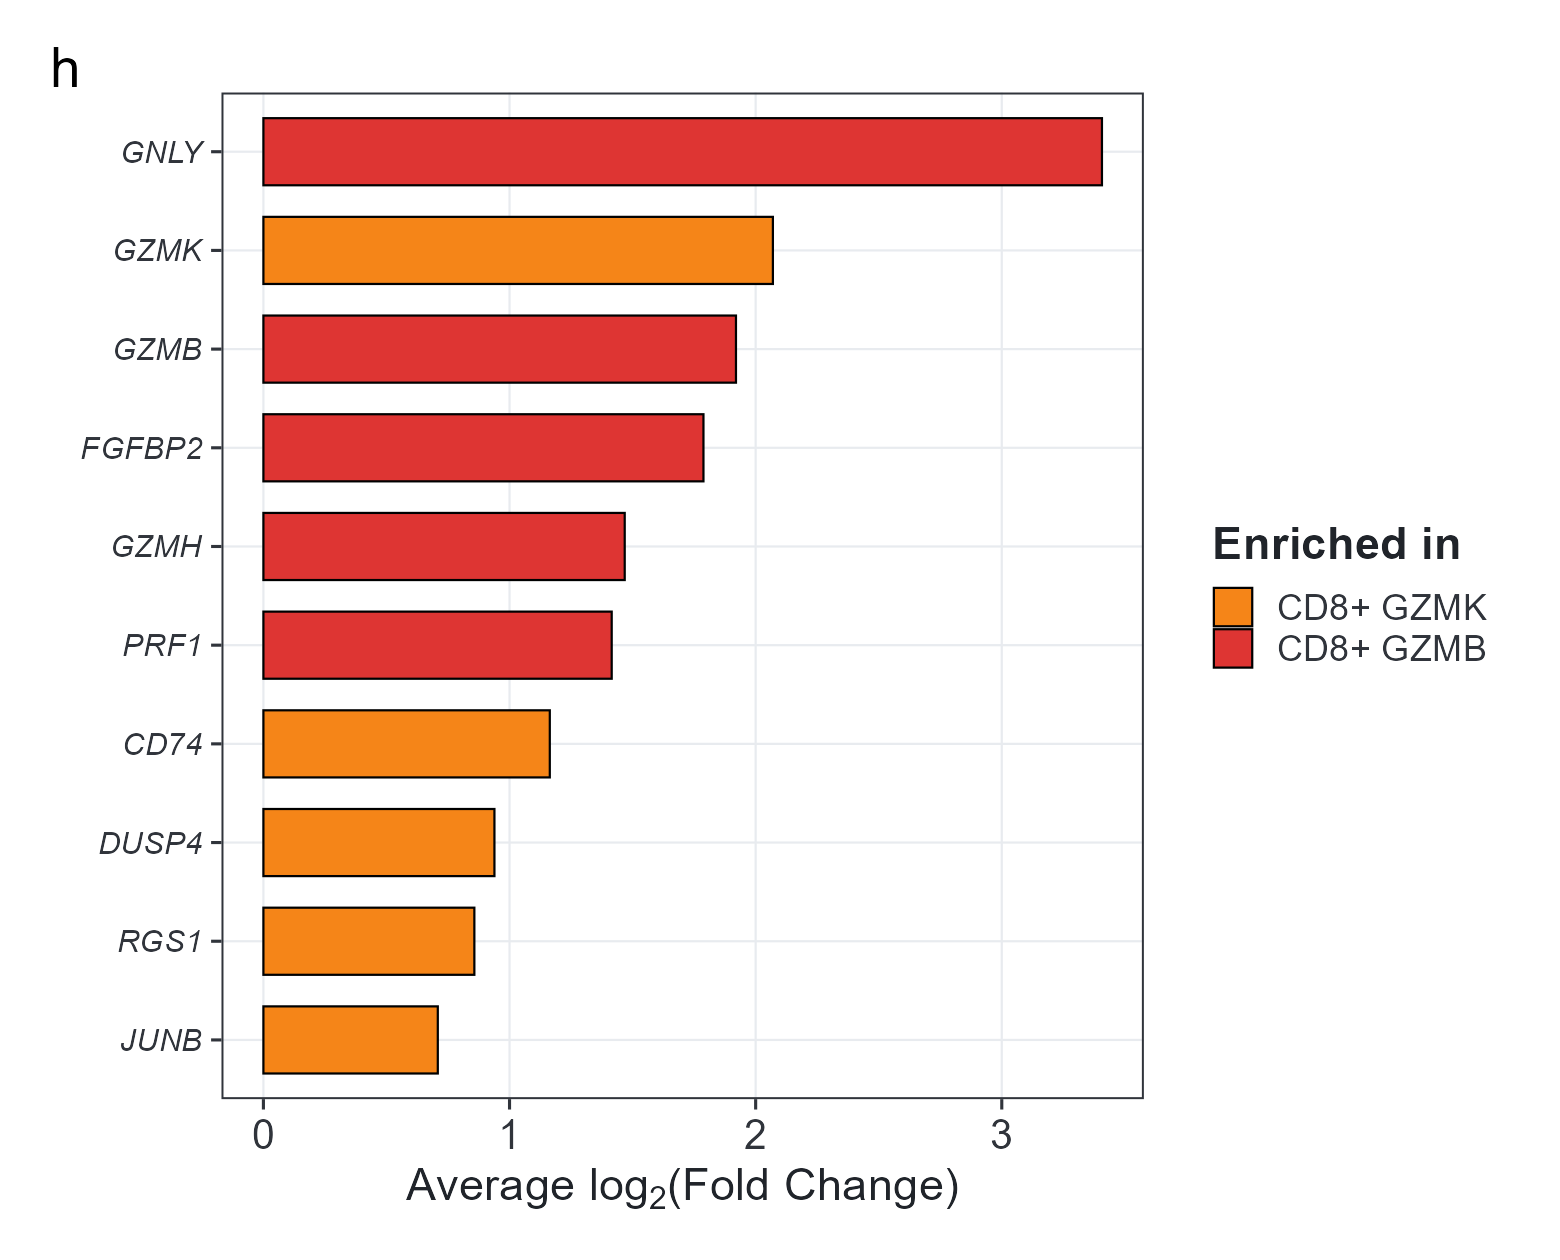 h
GNLY
GZMK
GZMB
FGFBP2
GZMH
PRF1
CD74
DUSP4
RGS1
JUNB
0 1 2 3
Average log₂(Fold Change)
Enriched in
CD8+ GZMK
CD8+ GZMB